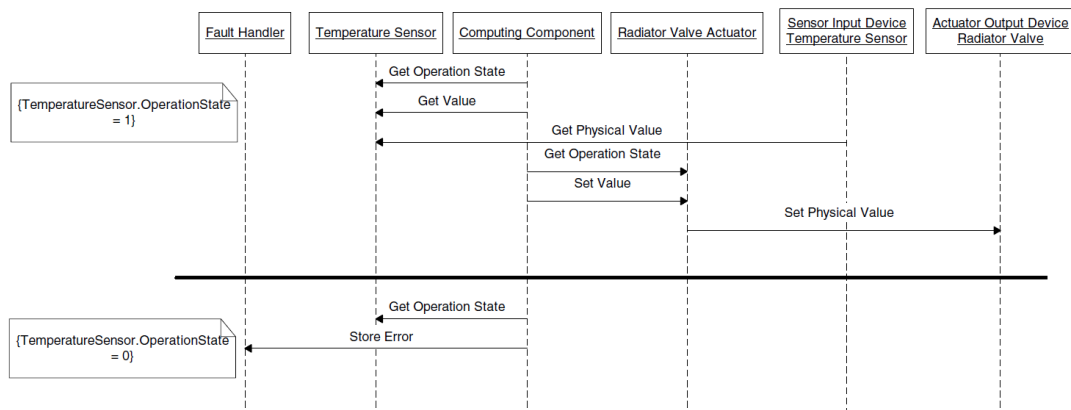 Fault Handler
Temperature Sensor
Computing Component
Radiator Valve Actuator
Sensor Input Device
Temperature Sensor
Actuator Output Device
Radiator Valve
Get Operation State
{TemperatureSensor.OperationState
= 1}
Get Value
Get Physical Value
Get Operation State
Set Value
Set Physical Value
Get Operation State
{TemperatureSensor.OperationState
= 0}
Store Error